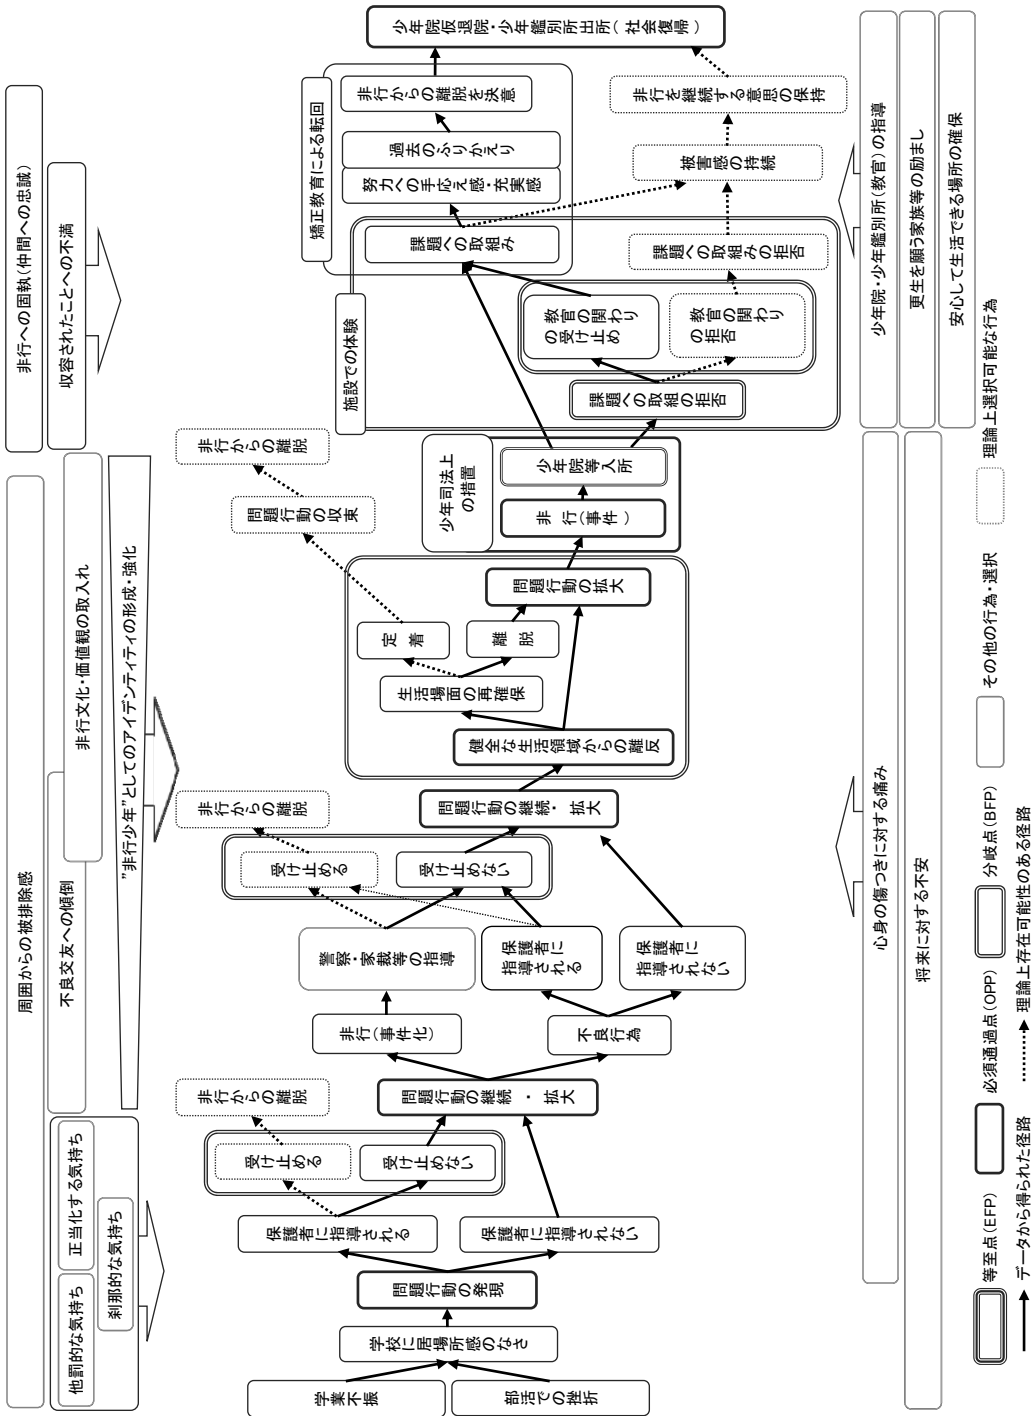 周囲からの被排除感
非行への固執(仲間への忠誠)
他罰的な気持ち
正当化する気持ち
刹那的な気持ち
不良交友への傾倒
非行文化・価値観の取入れ
収容されたことへの不満
"非行少年"としてのアイデンティティの形成・強化
学業不振
部活での挫折
学校に居場所感のなさ
問題行動の発現
保護者に指導される
保護者に指導されない
受け止める
受け止めない
非行からの離脱
問題行動の継続・拡大
非行(事件化)
不良行為
警察・家裁等の指導
保護者に
指導される
保護者に
指導されない
受け止める
受け止めない
非行からの離脱
問題行動の継続・拡大
健全な生活領域からの離反
生活場面の再確保
定着
離脱
問題行動の拡大
問題行動の収束
非行からの離脱
少年司法上
の措置
非行(事件)
少年院等入所
施設での体験
課題への取組の拒否
教官の関わり
の受け止め
教官の関わり
の拒否
課題への取組み
課題への取組みの拒否
矯正教育による転回
努力への手応え感・充実感
過去のふりかえり
非行からの離脱を決意
被害感の持続
非行を継続する意思の保持
少年院仮退院・少年鑑別所出所(社会復帰)
心身の傷つきに対する痛み
少年院・少年鑑別所(教官)の指導
将来に対する不安
更生を願う家族等の励まし
安心して生活できる場所の確保
等至点(EFP)
必須通過点(OPP)
分岐点(BFP)
その他の行為・選択
理論上選択可能な行為
データから得られた径路
理論上存在可能性のある径路